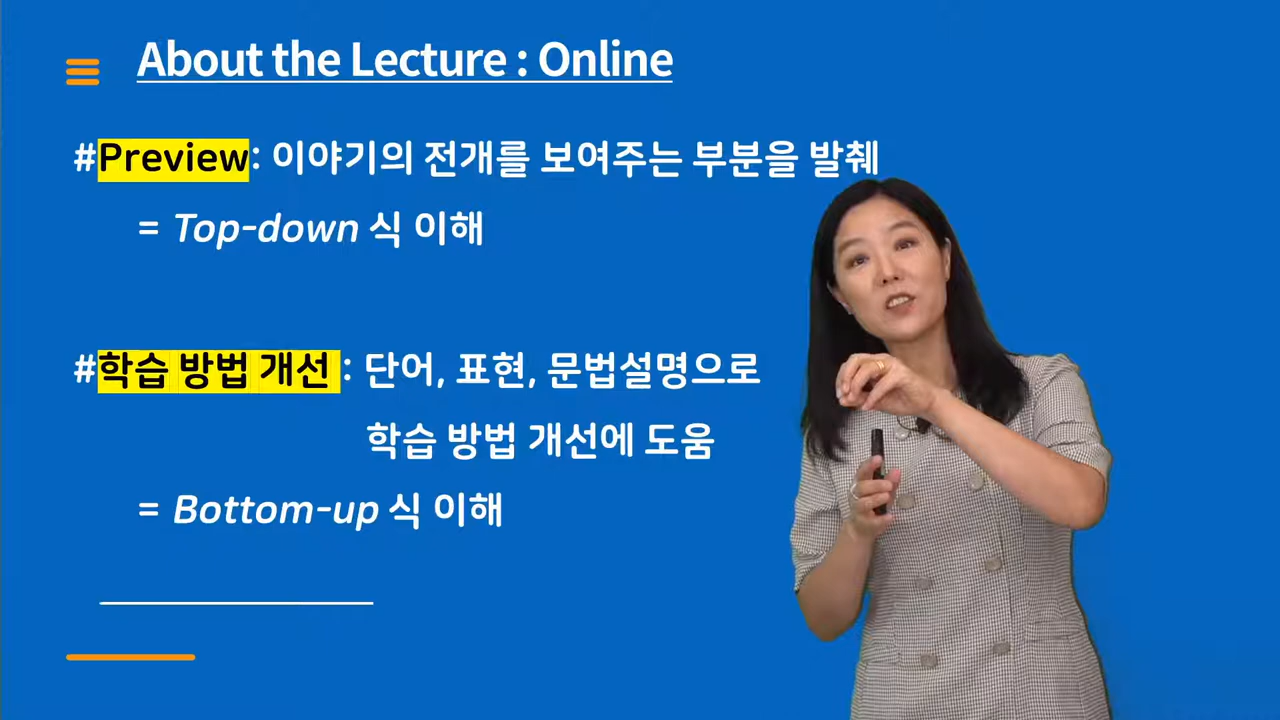 About the Lecture : Online
#Preview: 이야기의 전개를 보여주는 부분을 발췌
= Top-down 식 이해
#학습 방법 개선 : 단어, 표현, 문법설명으로
학습 방법 개선에 도움
= Bottom-up 식 이해